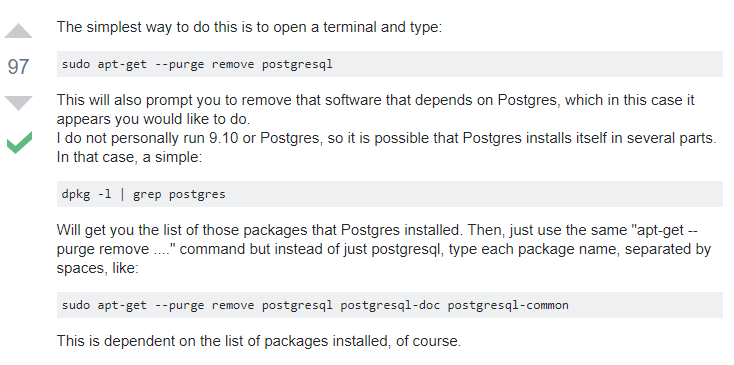 The simplest way to do this is to open a terminal and type:
97
sudo apt-get --purge remove postgresql
This will also prompt you to remove that software that depends on Postgres, which in this case it
appears you would like to do.
I do not personally run 9.10 or Postgres, so it is possible that Postgres installs itself in several parts.
In that case, a simple:
dpkg -l | grep postgres
Will get you the list of those packages that Postgres installed. Then, just use the same "apt-get --
purge remove ...." command but instead of just postgresql, type each package name, separated by
spaces, like:
sudo apt-get --purge remove postgresql postgresql-doc postgresql-common
This is dependent on the list of packages installed, of course.